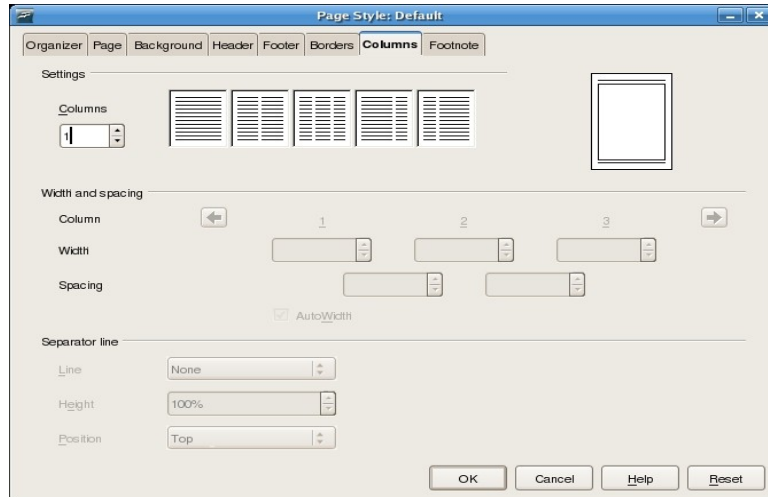 Page Style: Default
Organizer Page Background Header Footer Borders Columns Footnote
Settings
Columns
1
Width and spacing
Column 1 2 3
Width
Spacing
AutoWidth
Separator line
Line None
Height 100%
Position Top
OK Cancel Help Reset